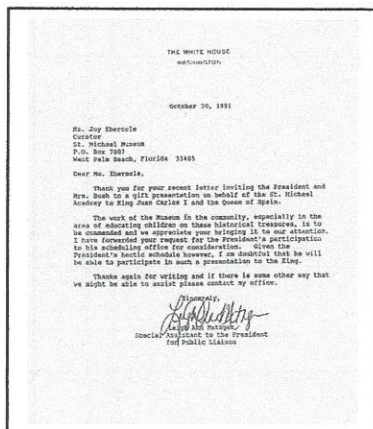 THE WHITE HOUSE
WASHINGTON
October 30, 1991
Ms. Joy Ebersole
Curator
St. Michael Museum
P.O. Box 7007
West Palm Beach, Florida 33405
Dear Ms. Ebersole,
Thank you for your recent letter inviting the President and
Mrs. Bush to a gift presentation on behalf of the St. Michael
Academy to King Juan Carlos I and the Queen of Spain.
The work of the Museum in the community, especially in the
area of educating children on these historical treasures, is to
be commended and we appreciate your bringing it to our attention.
I have forwarded your request for the President's participation
to his scheduling office for consideration. Given the
President's hectic schedule however, I am doubtful that he will
be able to participate in such a presentation to the King.
Thanks again for writing and if there is some other way that
we might be able to assist please contact my office.
Sincerely,
Leigh Ann Metzger
Special Assistant to the President
for Public Liaison